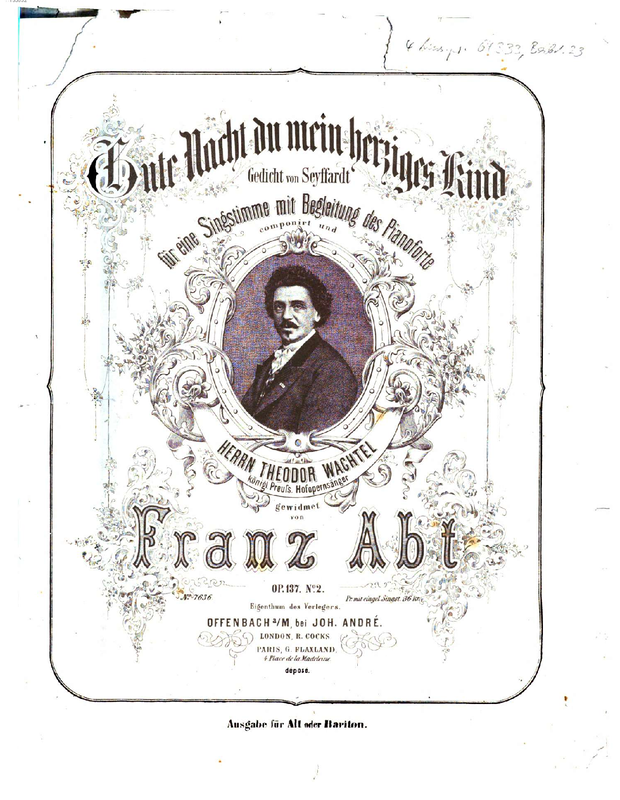 Gute Nacht du mein herziges Kind
Gedicht von Seyffardt
für eine Singstimme mit Begleitung des Pianoforte
componirt und
HERRN THEODOR WACHTEL
Königl Preuſs. Hofopernsänger
gewidmet
von
Franz Abt
OP. 137. No 2.
No 7636
Eigenthum des Verlegers.
OFFENBACH a/M, bei JOH. ANDRÉ.
LONDON, R. COCKS
PARIS, G. FLAXLAND.
4 Place de la Madeleine
déposé.
Ausgabe für Alt oder Bariton.